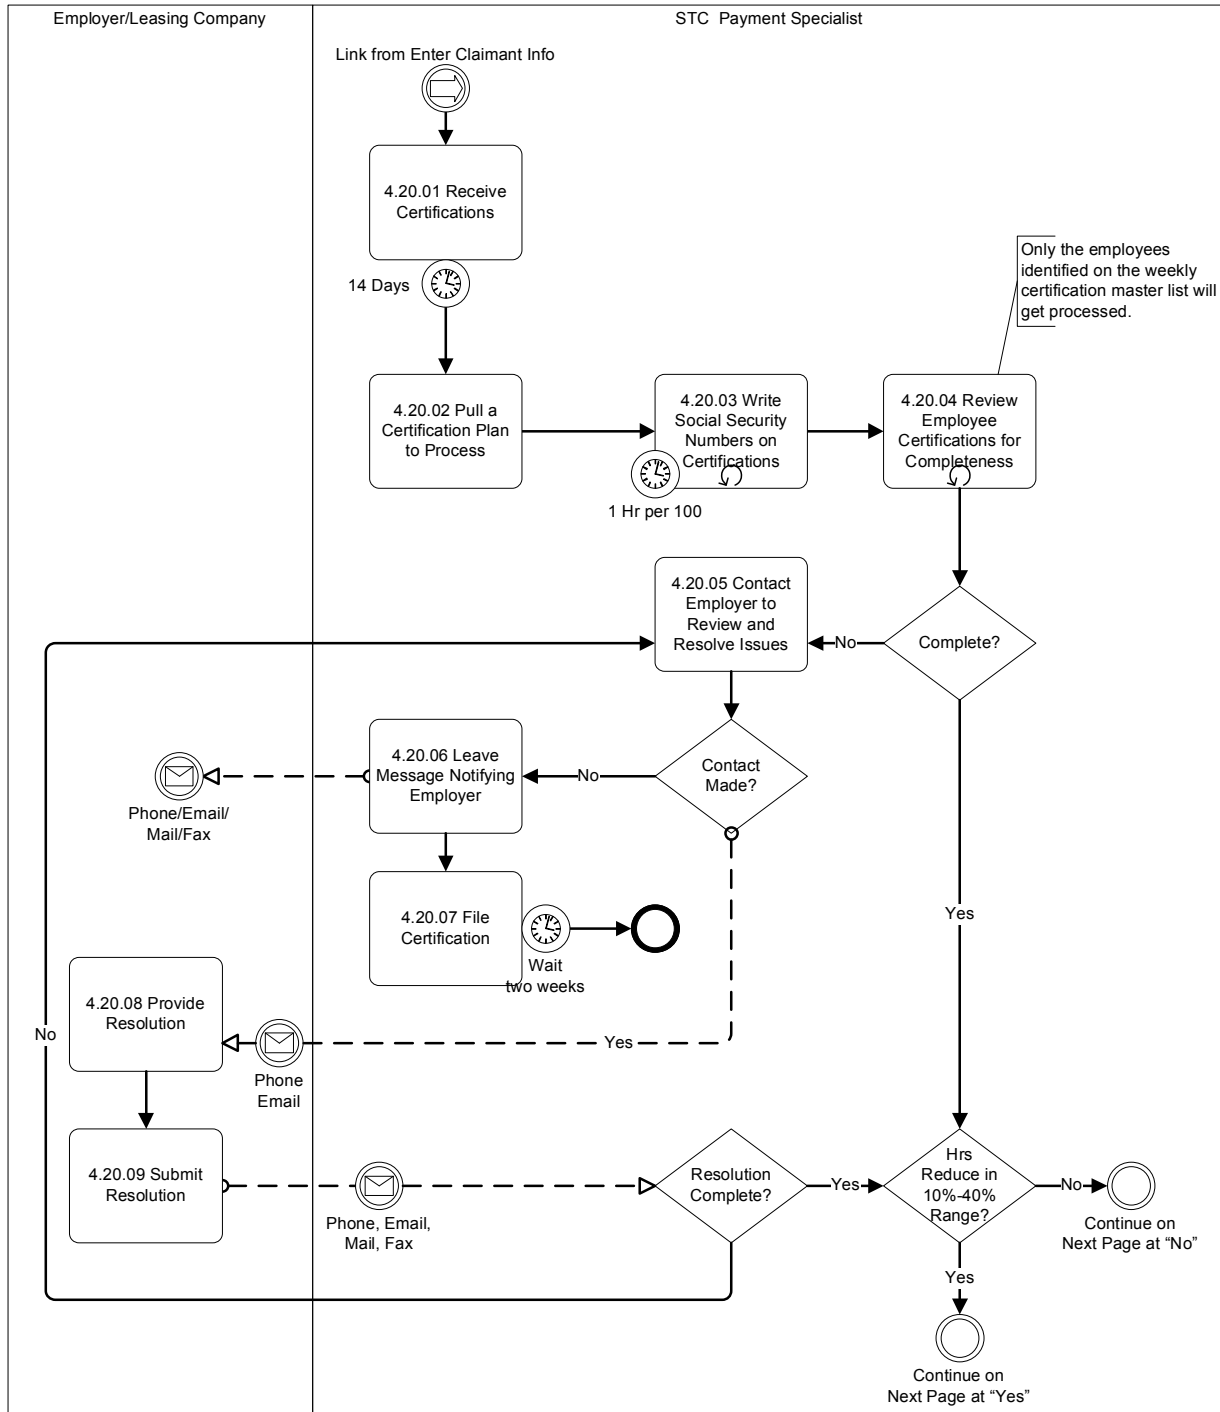 Employer/Leasing Company
STC  Payment Specialist
Link from Enter Claimant Info
4.20.01 Receive
Certifications
14 Days
Only the employees
identified on the weekly
certification master list will
get processed.
4.20.02 Pull a
Certification Plan
to Process
4.20.03 Write
Social Security
Numbers on
Certifications
1 Hr per 100
4.20.04 Review
Employee
Certifications for
Completeness
4.20.05 Contact
Employer to
Review and
Resolve Issues
No
Complete?
4.20.06 Leave
Message Notifying
Employer
No
Contact
Made?
Phone/Email/
Mail/Fax
Yes
4.20.07 File
Certification
Wait
two weeks
4.20.08 Provide
Resolution
No
Yes
Phone
Email
4.20.09 Submit
Resolution
Phone, Email,
Mail, Fax
Resolution
Complete?
Yes
Hrs
Reduce in
10%-40%
Range?
No
Continue on
Next Page at “No”
Yes
Continue on
Next Page at “Yes”